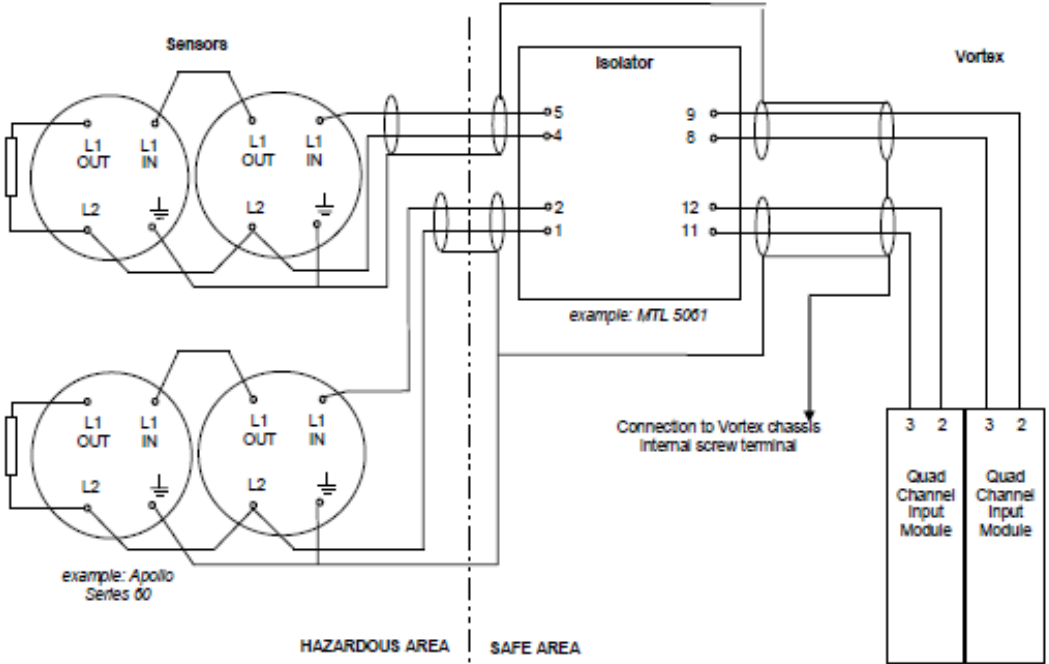 Sensors
Isolator
Vortex
L1
OUT
L1
IN
L1
OUT
L1
IN
L2
L2
5
4
2
1
9
8
12
11
example: MTL 5061
L1
OUT
L1
IN
L1
OUT
L1
IN
L2
L2
example: Apollo
Series 60
Connection to Vortex chassis
Internal screw terminal
3 2
3 2
Quad
Channel
Input
Module
Quad
Channel
Input
Module
HAZARDOUS AREA
SAFE AREA